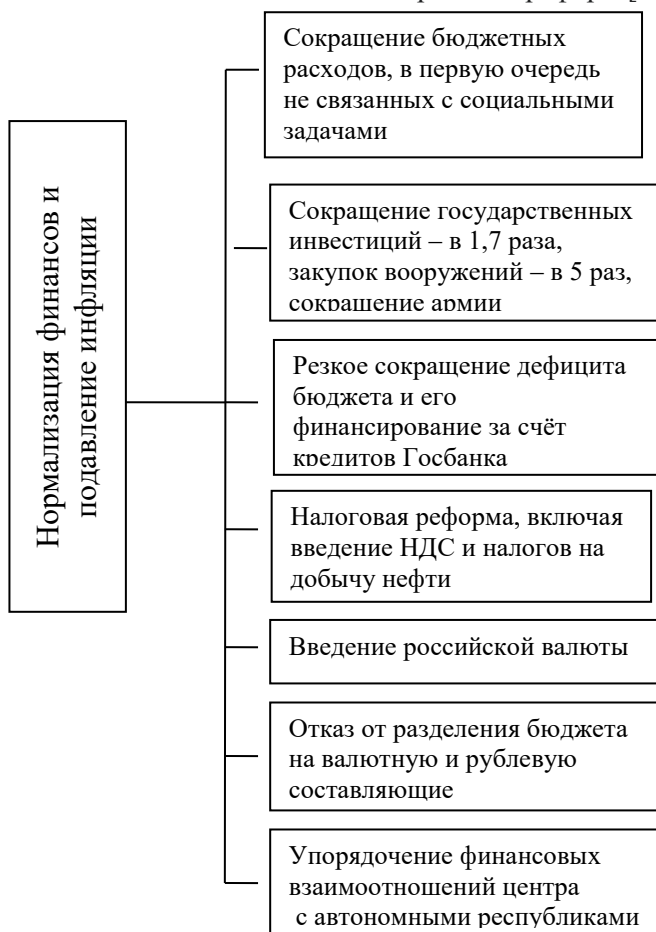 Сокращение бюджетных
расходов, в первую очередь
не связанных с социальными
задачами
Нормализация финансов и
подавление инфляции
Сокращение государственных
инвестиций – в 1,7 раза,
закупок вооружений – в 5 раз,
сокращение армии
Резкое сокращение дефицита
бюджета и его
финансирование за счёт
кредитов Госбанка
Налоговая реформа, включая
введение НДС и налогов на
добычу нефти
Введение российской валюты
Отказ от разделения бюджета
на валютную и рублевую
составляющие
Упорядочение финансовых
взаимоотношений центра
с автономными республиками